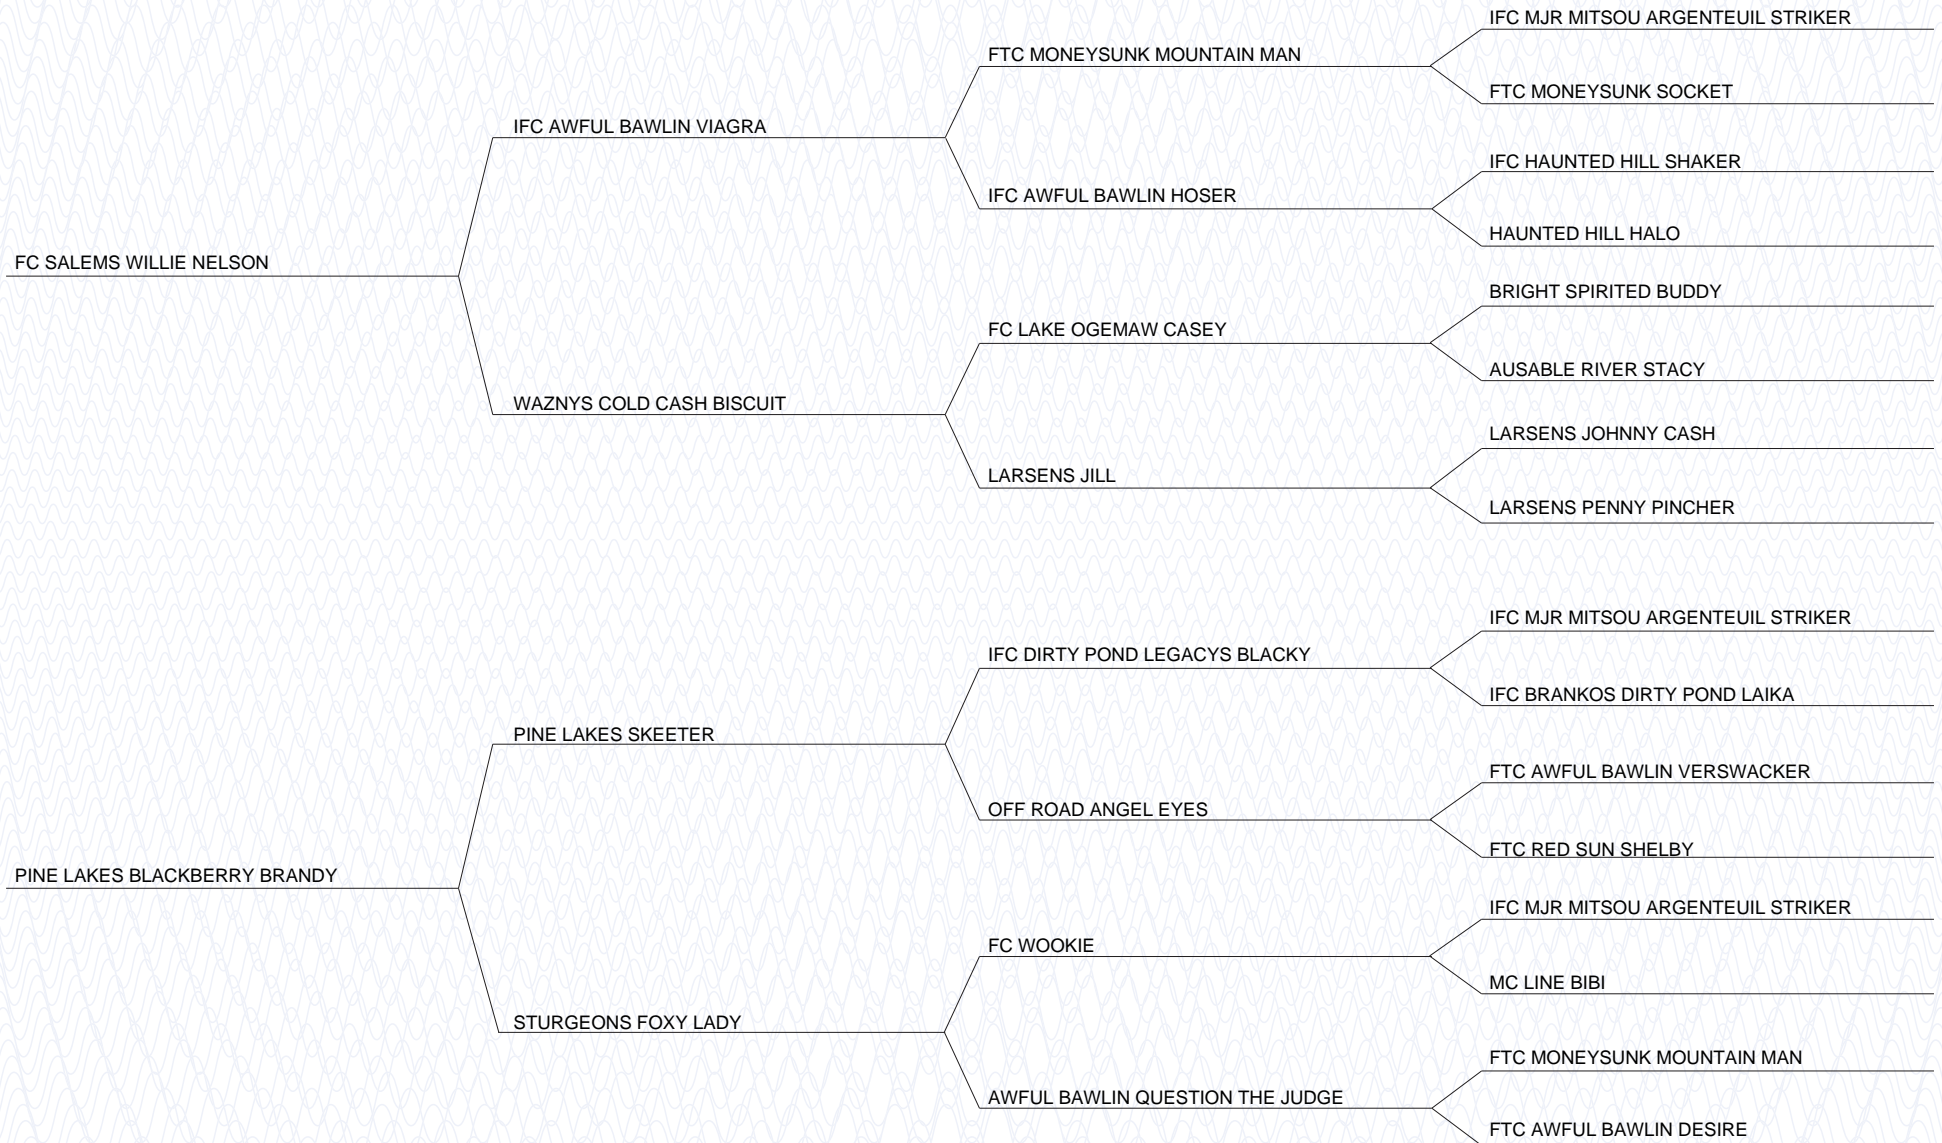 IFC MJR MITSOU ARGENTEUIL STRIKER
FTC MONEYSUNK MOUNTAIN MAN
FTC MONEYSUNK SOCKET
IFC AWFUL BAWLIN VIAGRA
IFC HAUNTED HILL SHAKER
IFC AWFUL BAWLIN HOSER
HAUNTED HILL HALO
FC SALEMS WILLIE NELSON
BRIGHT SPIRITED BUDDY
FC LAKE OGEMAW CASEY
AUSABLE RIVER STACY
WAZNYS COLD CASH BISCUIT
LARSENS JOHNNY CASH
LARSENS JILL
LARSENS PENNY PINCHER
IFC MJR MITSOU ARGENTEUIL STRIKER
IFC DIRTY POND LEGACYS BLACKY
IFC BRANKOS DIRTY POND LAIKA
PINE LAKES SKEETER
FTC AWFUL BAWLIN VERSWACKER
OFF ROAD ANGEL EYES
FTC RED SUN SHELBY
PINE LAKES BLACKBERRY BRANDY
IFC MJR MITSOU ARGENTEUIL STRIKER
FC WOOKIE
MC LINE BIBI
STURGEONS FOXY LADY
FTC MONEYSUNK MOUNTAIN MAN
AWFUL BAWLIN QUESTION THE JUDGE
FTC AWFUL BAWLIN DESIRE